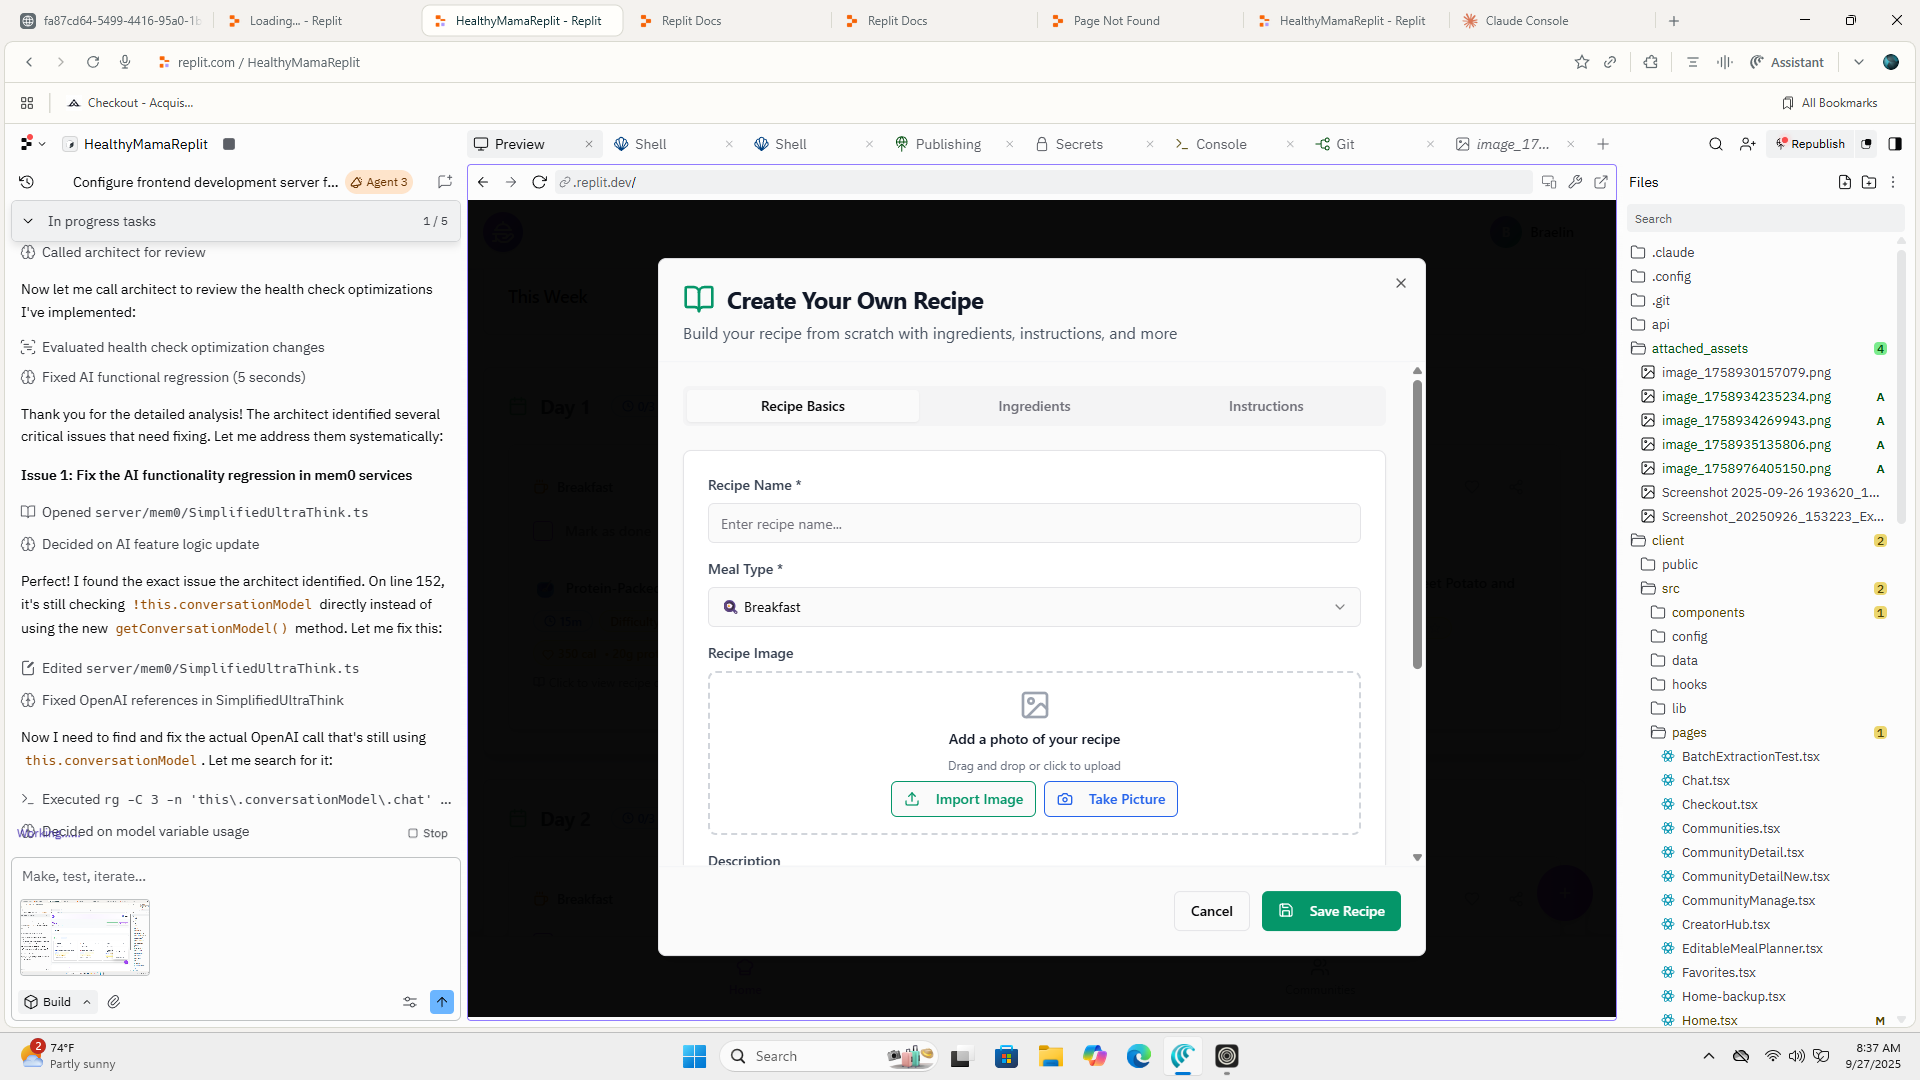 fa87cd64-5499-4416-95a0-1b
Loading... - Replit
HealthyMamaReplit - Replit
Replit Docs
Replit Docs
Page Not Found
HealthyMamaReplit - Replit
Claude Console
replit.com / HealthyMamaReplit
Assistant
Checkout - Acquis...
All Bookmarks
HealthyMamaReplit
Preview
Shell
Shell
Publishing
Secrets
Console
Git
image_17...
Republish
Configure frontend development server f...
Agent 3
.replit.dev/
Files
In progress tasks
1 / 5
Search
Called architect for review
Now let me call architect to review the health check optimizations
I've implemented:
Evaluated health check optimization changes
Fixed AI functional regression (5 seconds)
Thank you for the detailed analysis! The architect identified several
critical issues that need fixing. Let me address them systematically:
Issue 1: Fix the AI functionality regression in mem0 services
Opened server/mem0/SimplifiedUltraThink.ts
Decided on AI feature logic update
Perfect! I found the exact issue the architect identified. On line 152,
it's still checking !this.conversationModel directly instead of
using the new getConversationModel() method. Let me fix this:
Edited server/mem0/SimplifiedUltraThink.ts
Fixed OpenAI references in SimplifiedUltraThink
Now I need to find and fix the actual OpenAI call that's still using
this.conversationModel. Let me search for it:
Executed rg -C 3 -n 'this\.conversationModel\.chat' ...
Decided on model variable usage
Working...
Stop
Make, test, iterate...
Build
Braelin
This Week
Day 1
Breakfast
Mark as done
Protein-Packed
Day 2
Breakfast
Create Your Own Recipe
Build your recipe from scratch with ingredients, instructions, and more
Recipe Basics
Ingredients
Instructions
Recipe Name *
Enter recipe name...
Meal Type *
Breakfast
Recipe Image
Add a photo of your recipe
Drag and drop or click to upload
Import Image
Take Picture
Description
Cancel
Save Recipe
.claude
.config
.git
api
attached_assets
4
image_1758930157079.png
image_1758934235234.png
A
image_1758934269943.png
A
image_1758935135806.png
A
image_1758976405150.png
A
Screenshot 2025-09-26 193620_1...
Screenshot_20250926_153223_Ex...
client
2
public
src
2
components
1
config
data
hooks
lib
pages
1
BatchExtractionTest.tsx
Chat.tsx
Checkout.tsx
Communities.tsx
CommunityDetail.tsx
CommunityDetailNew.tsx
CommunityManage.tsx
CreatorHub.tsx
EditableMealPlanner.tsx
Favorites.tsx
Home-backup.tsx
Home.tsx
M
2
74°F
Partly sunny
Search
8:37 AM
9/27/2025